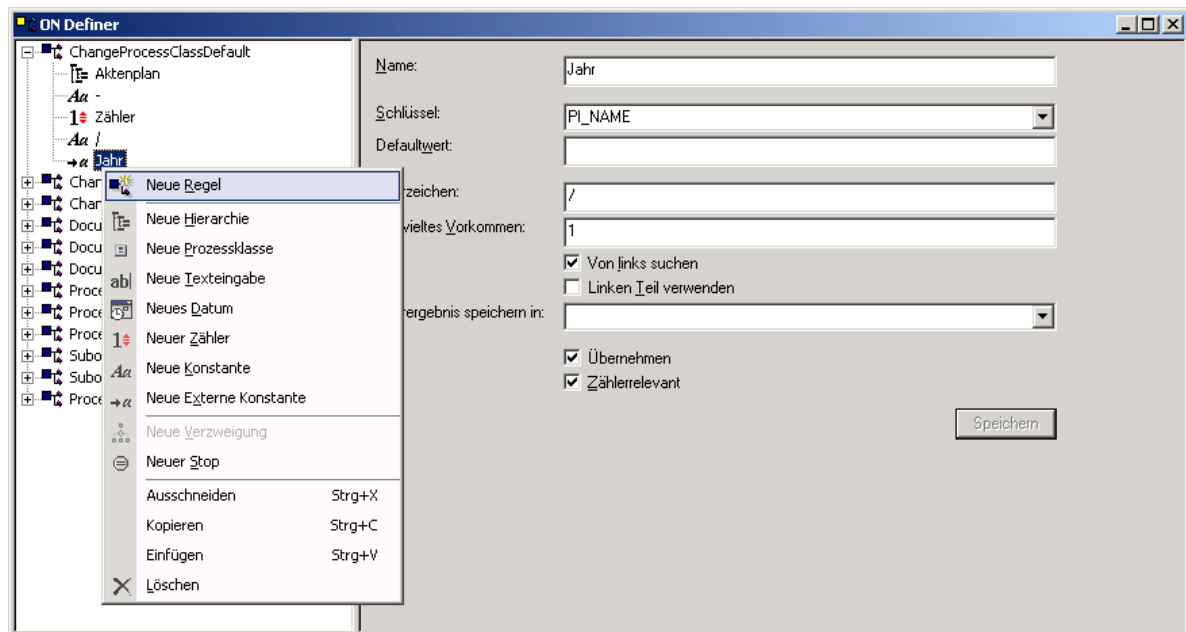 ON Definer
ChangeProcessClassDefault
Aktenplan
-
Zähler
/
Jahr
Chan
Chan
Docu
Docu
Docu
Proce
Proce
Proce
Subo
Subo
Proce
Neue Regel
Neue Hierarchie
Neue Prozessklasse
Neue Texteingabe
Neues Datum
Neuer Zähler
Neue Konstante
Neue Externe Konstante
Neue Verzweigung
Neuer Stop
Ausschneiden Strg+X
Kopieren Strg+C
Einfügen Strg+V
Löschen
Name: Jahr
Schlüssel: PI_NAME
Defaultwert:
rzeichen: /
vieltes Vorkommen: 1
Von links suchen
Linken Teil verwenden
ergebnis speichern in:
Übernehmen
Zählerrelevant
Speichern